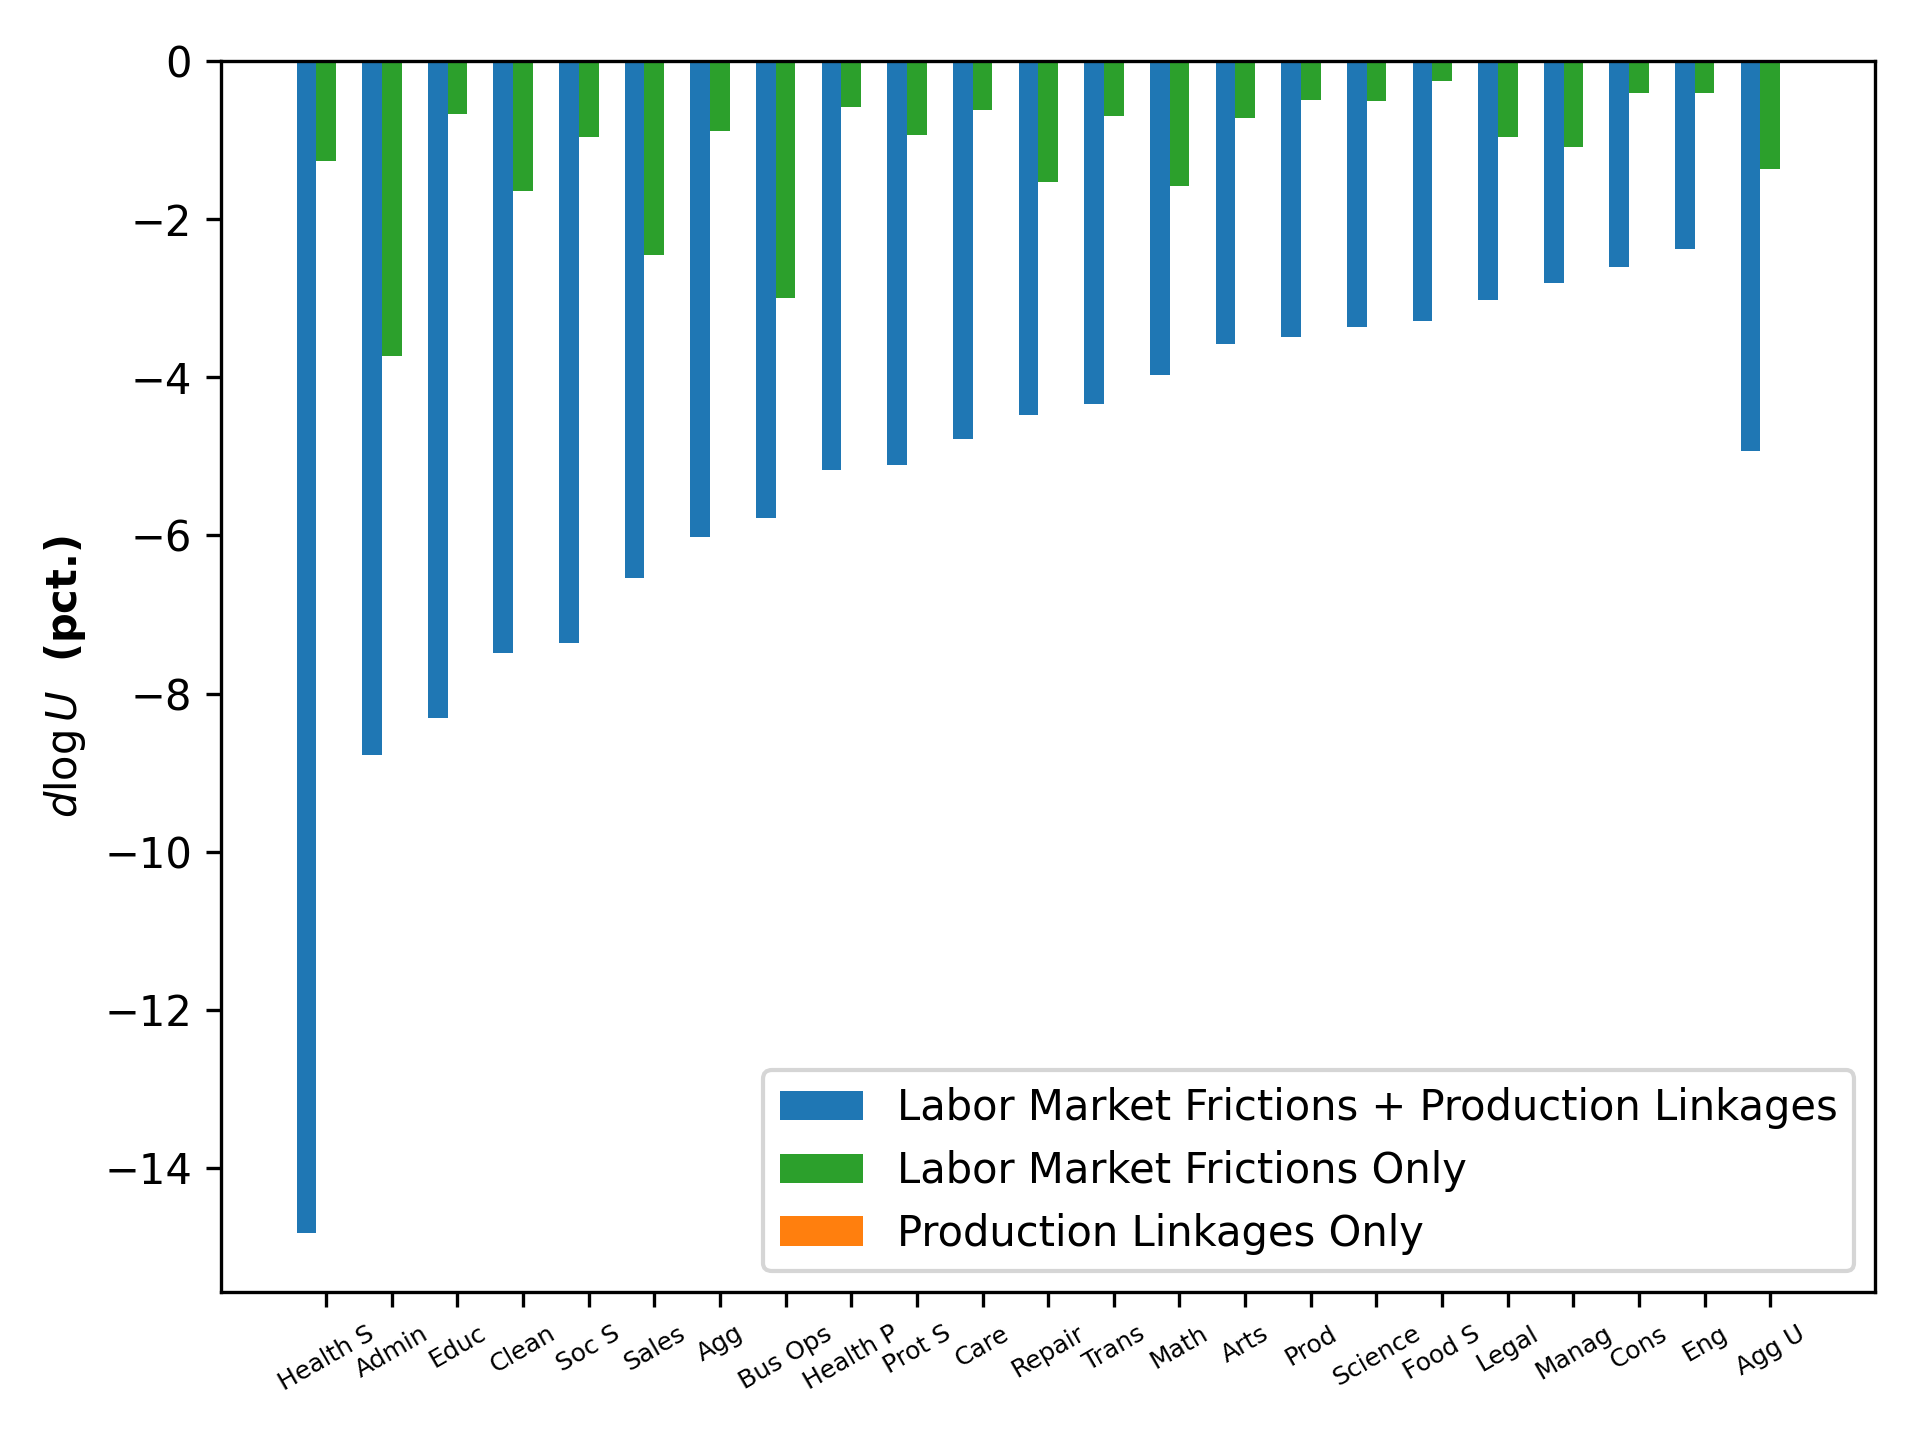 0
−2
−4
−6
−8
−10
−12
−14
d log U (pct.)
Labor Market Frictions + Production Linkages
Labor Market Frictions Only
Production Linkages Only
Health S
Admin
Educ
Clean
Soc S
Sales
Agg
Bus Ops
Health P
Prot S
Care
Repair
Trans
Math
Arts
Prod
Science
Food S
Legal
Manag
Cons
Eng
Agg U